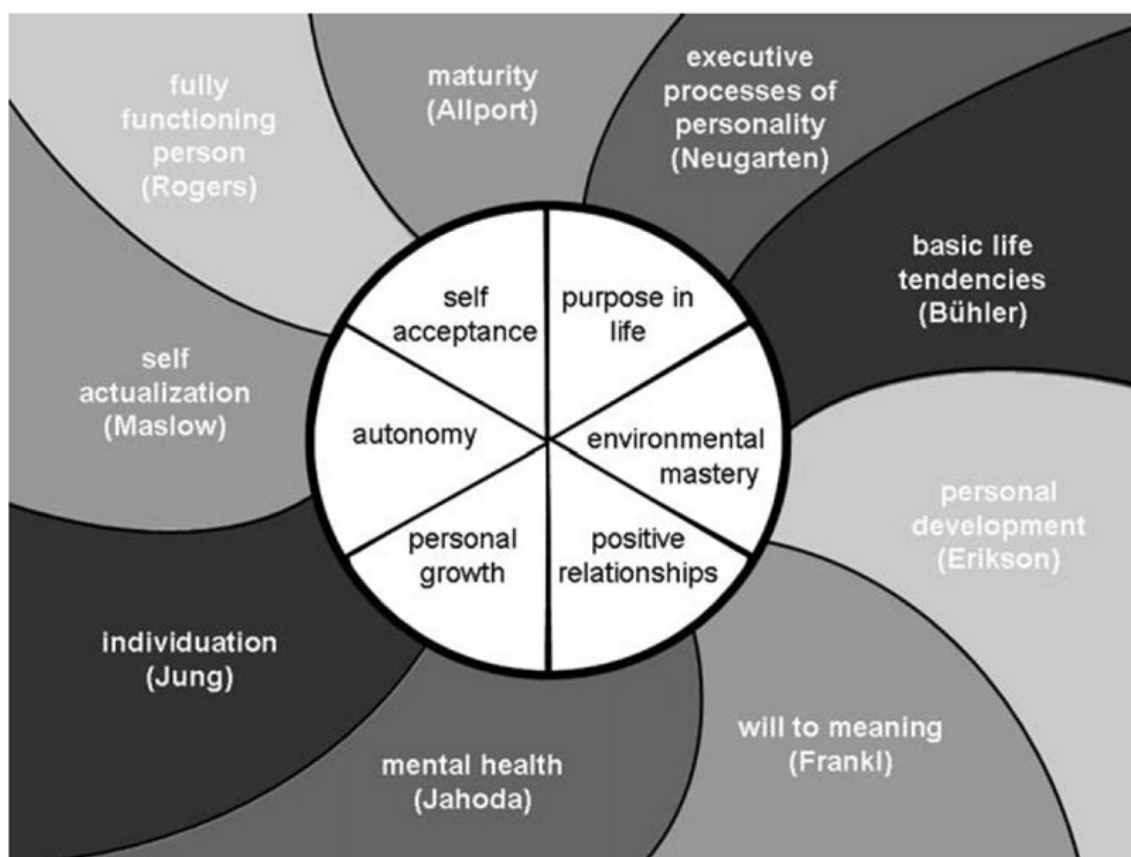 fully
functioning
person
(Rogers)
maturity
(Allport)
executive
processes of
personality
(Neugarten)
basic life
tendencies
(Bühler)
self
actualization
(Maslow)
self
acceptance
purpose in
life
autonomy
environmental
mastery
personal
growth
positive
relationships
personal
development
(Erikson)
individuation
(Jung)
mental health
(Jahoda)
will to meaning
(Frankl)